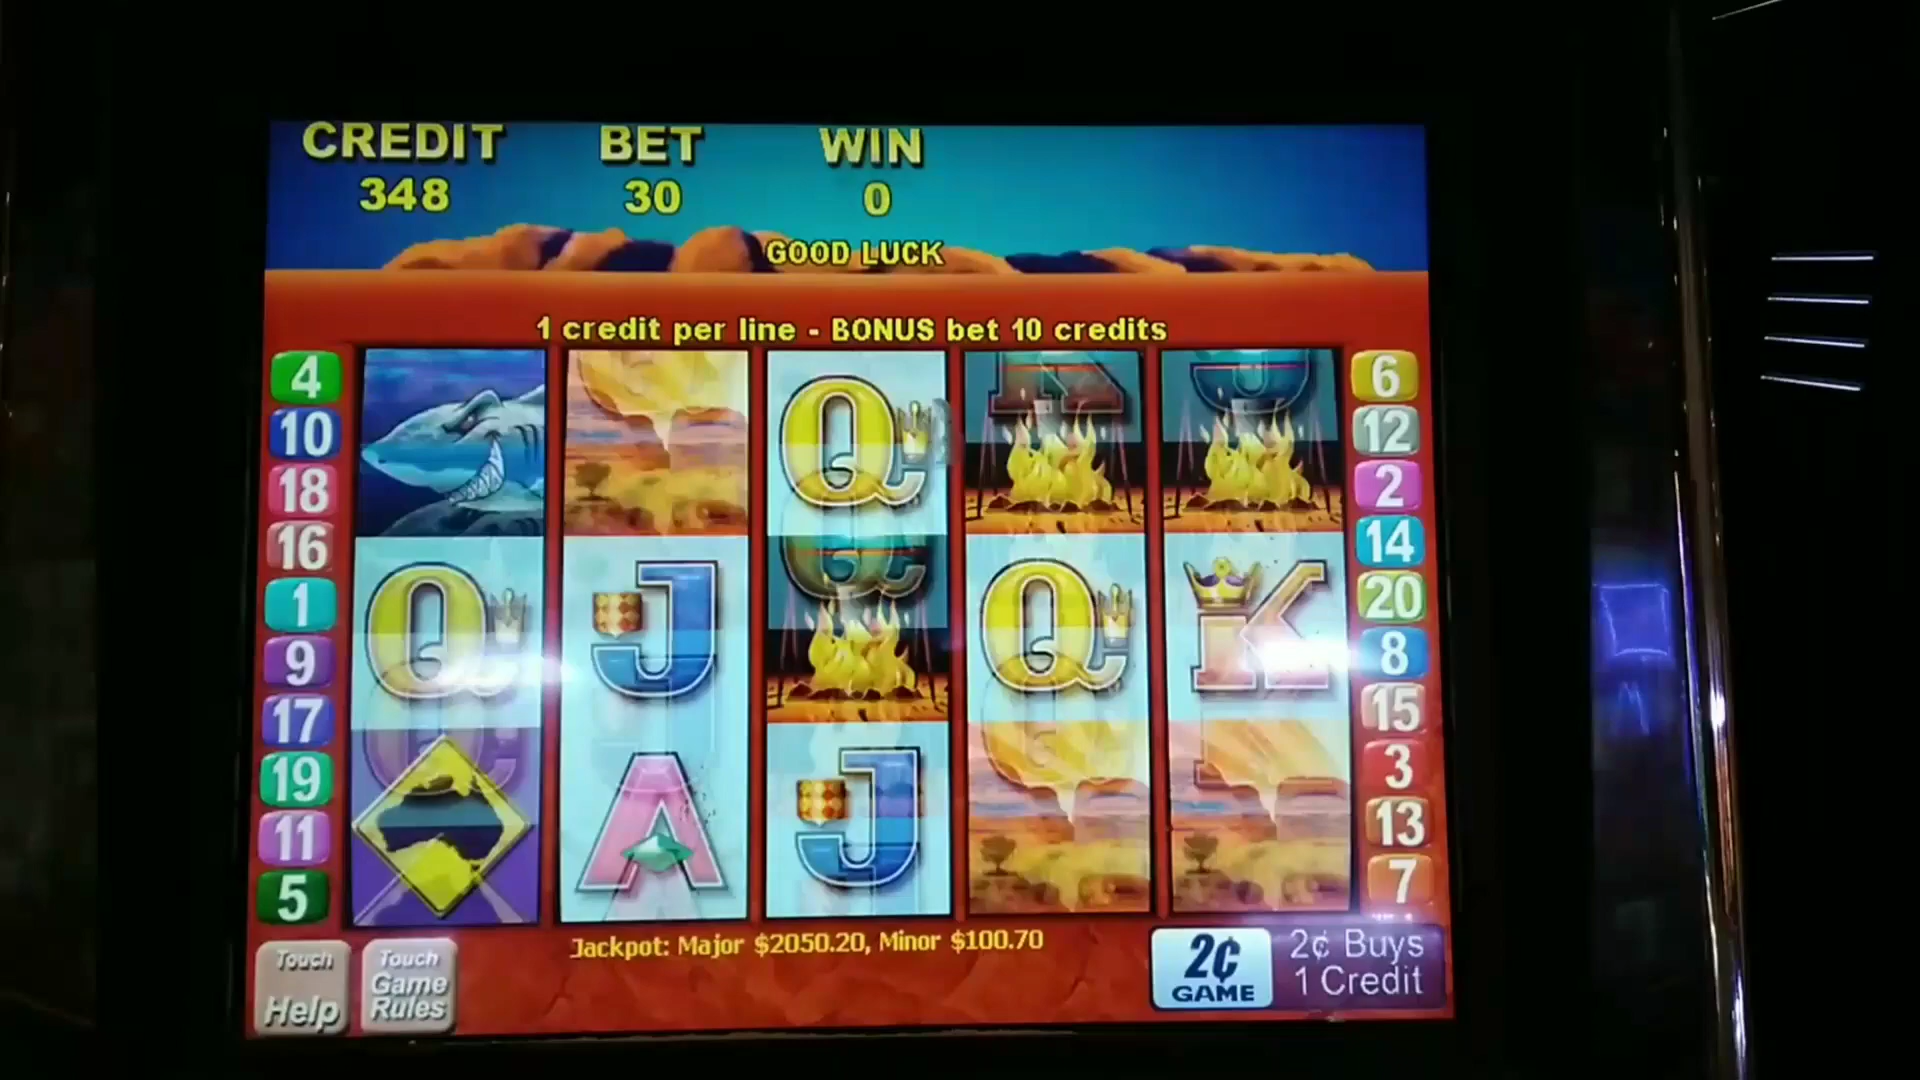 CREDIT BET WIN
348 30 0
GOOD LUCK
1 credit per line - BONUS bet 10 credits
4 6
10 12
18 2
16 14
1 20
9 8
17 15
19 3
11 13
5 7
Q K J
Q J Q K
A J
Jackpot: Major $2050.20, Minor $100.70
Touch Help
Touch Game Rules
2¢ GAME
2¢ Buys
1 Credit